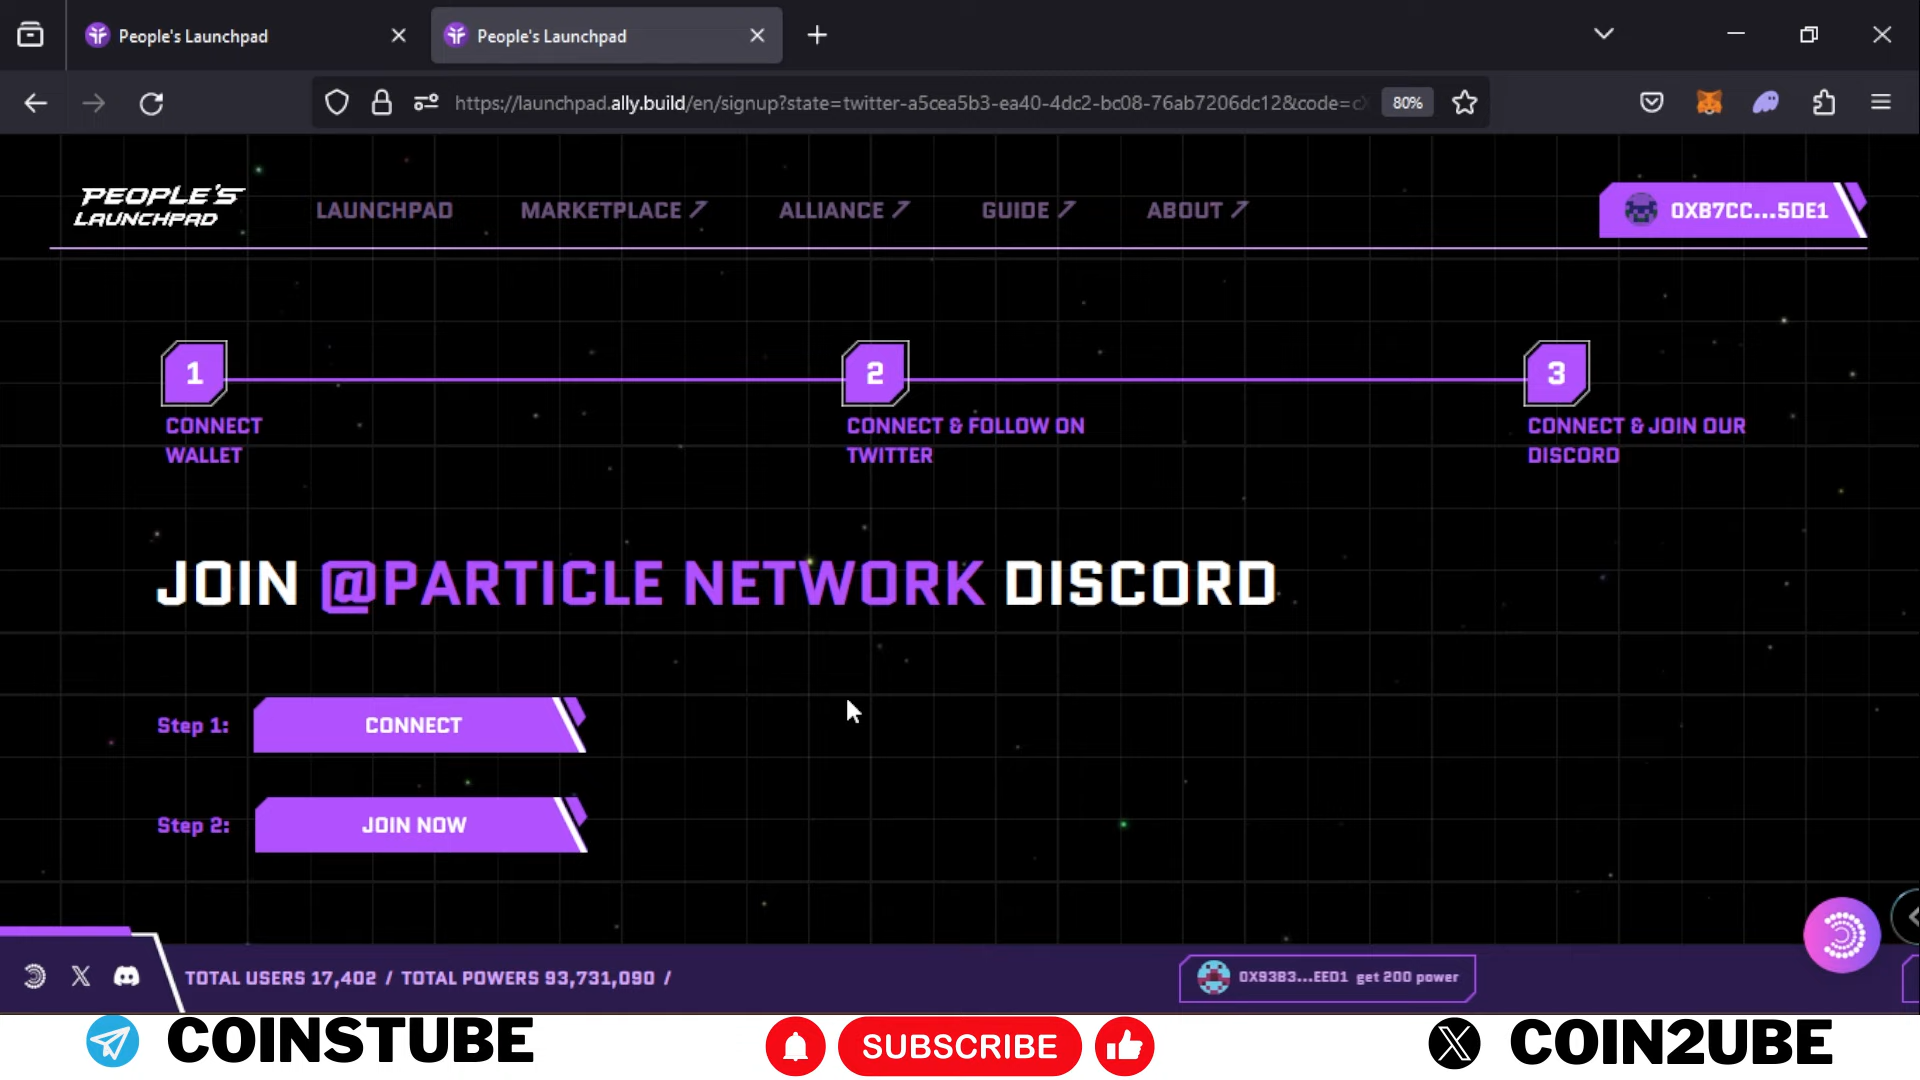 People's Launchpad
People's Launchpad
https://launchpad.ally.build/en/signup?state=twitter-a5cea5b3-ea40-4dc2-bc08-76ab7206dc12&code=c
80%
PEOPLE'S
LAUNCHPAD
LAUNCHPAD
MARKETPLACE
ALLIANCE
GUIDE
ABOUT
0XB7CC...5DE1
1
2
3
CONNECT
WALLET
CONNECT & FOLLOW ON
TWITTER
CONNECT & JOIN OUR
DISCORD
JOIN @PARTICLE NETWORK DISCORD
Step 1:
CONNECT
Step 2:
JOIN NOW
TOTAL USERS 17,402 / TOTAL POWERS 93,731,090 /
0X93B3...EED1 get 200 power
COINSTUBE
SUBSCRIBE
COIN2UBE